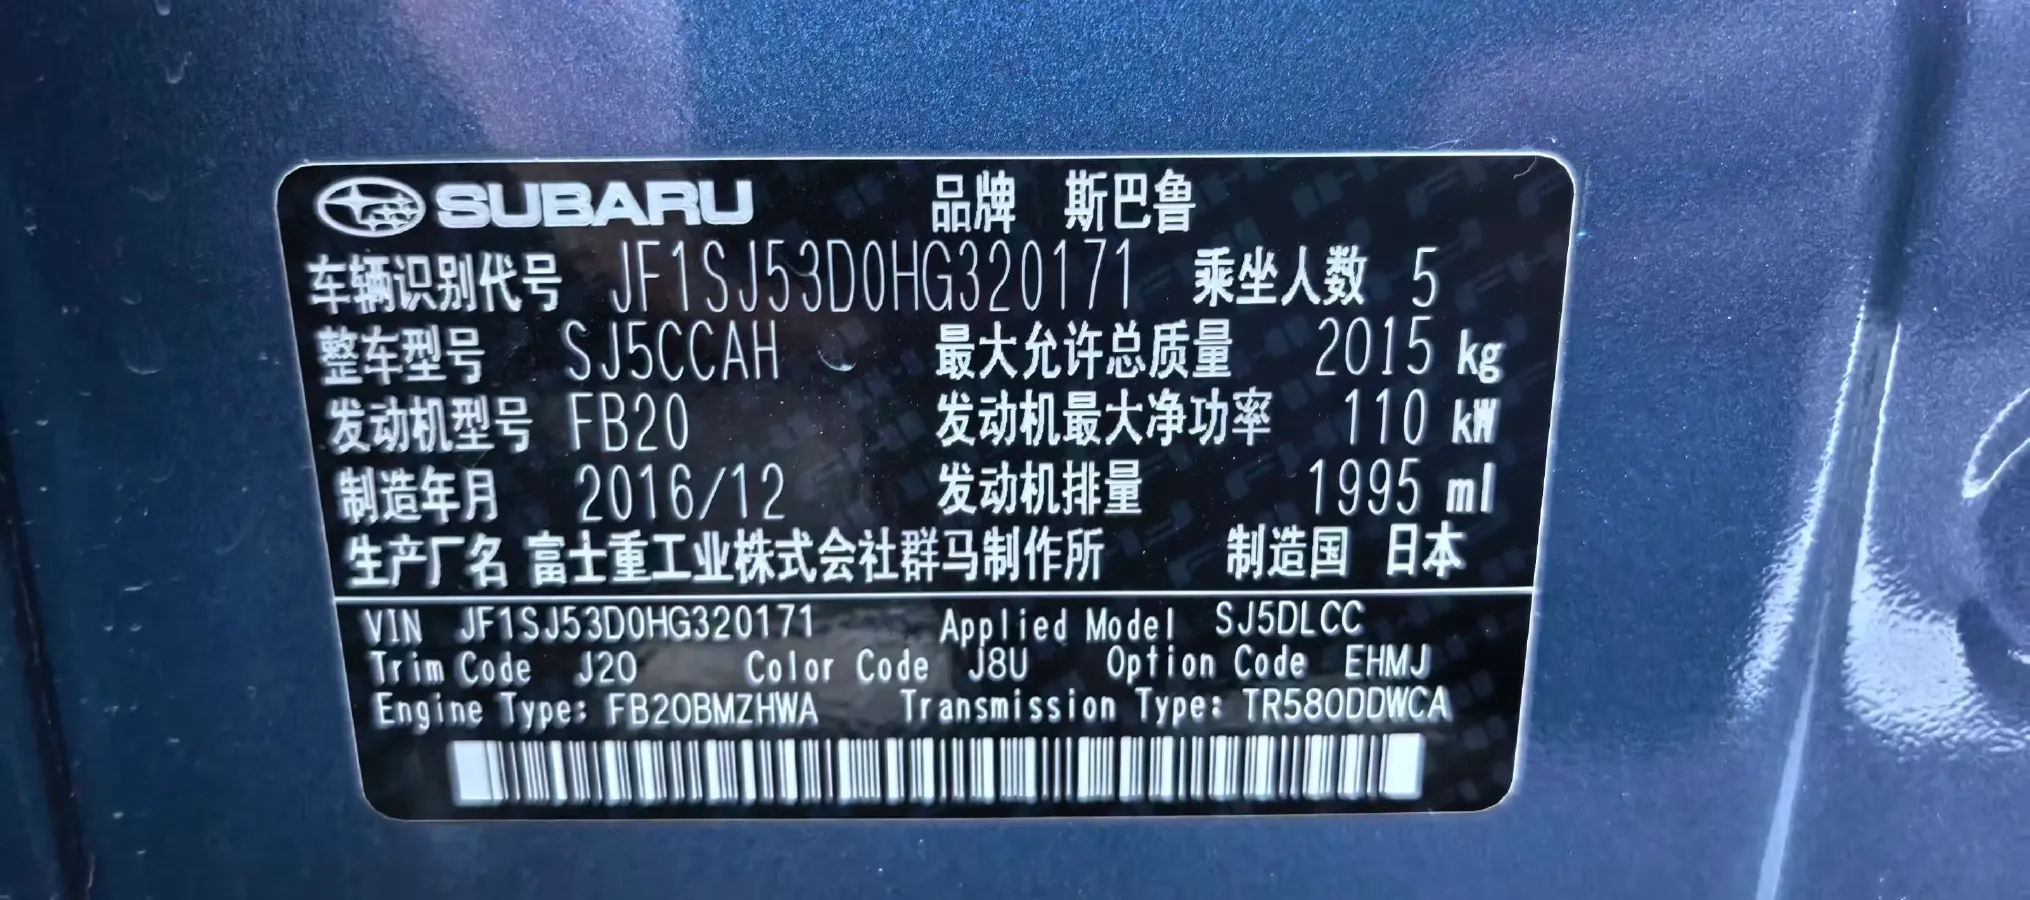 SUBARU 品牌 斯巴鲁
车辆识别代号 JF1SJ53D0HG320171 乘坐人数 5
整车型号 SJ5CCAH 最大允许总质量 2015 kg
发动机型号 FB20 发动机最大净功率 110 kW
制造年月 2016/12 发动机排量 1995 ml
生产厂名 富士重工业株式会社群马制作所 制造国 日本
VIN JF1SJ53D0HG320171 Applied Model SJ5DLCC
Trim Code J20 Color Code J8U Option Code EHMJ
Engine Type: FB20BMZHWA Transmission Type: TR580DDWCA